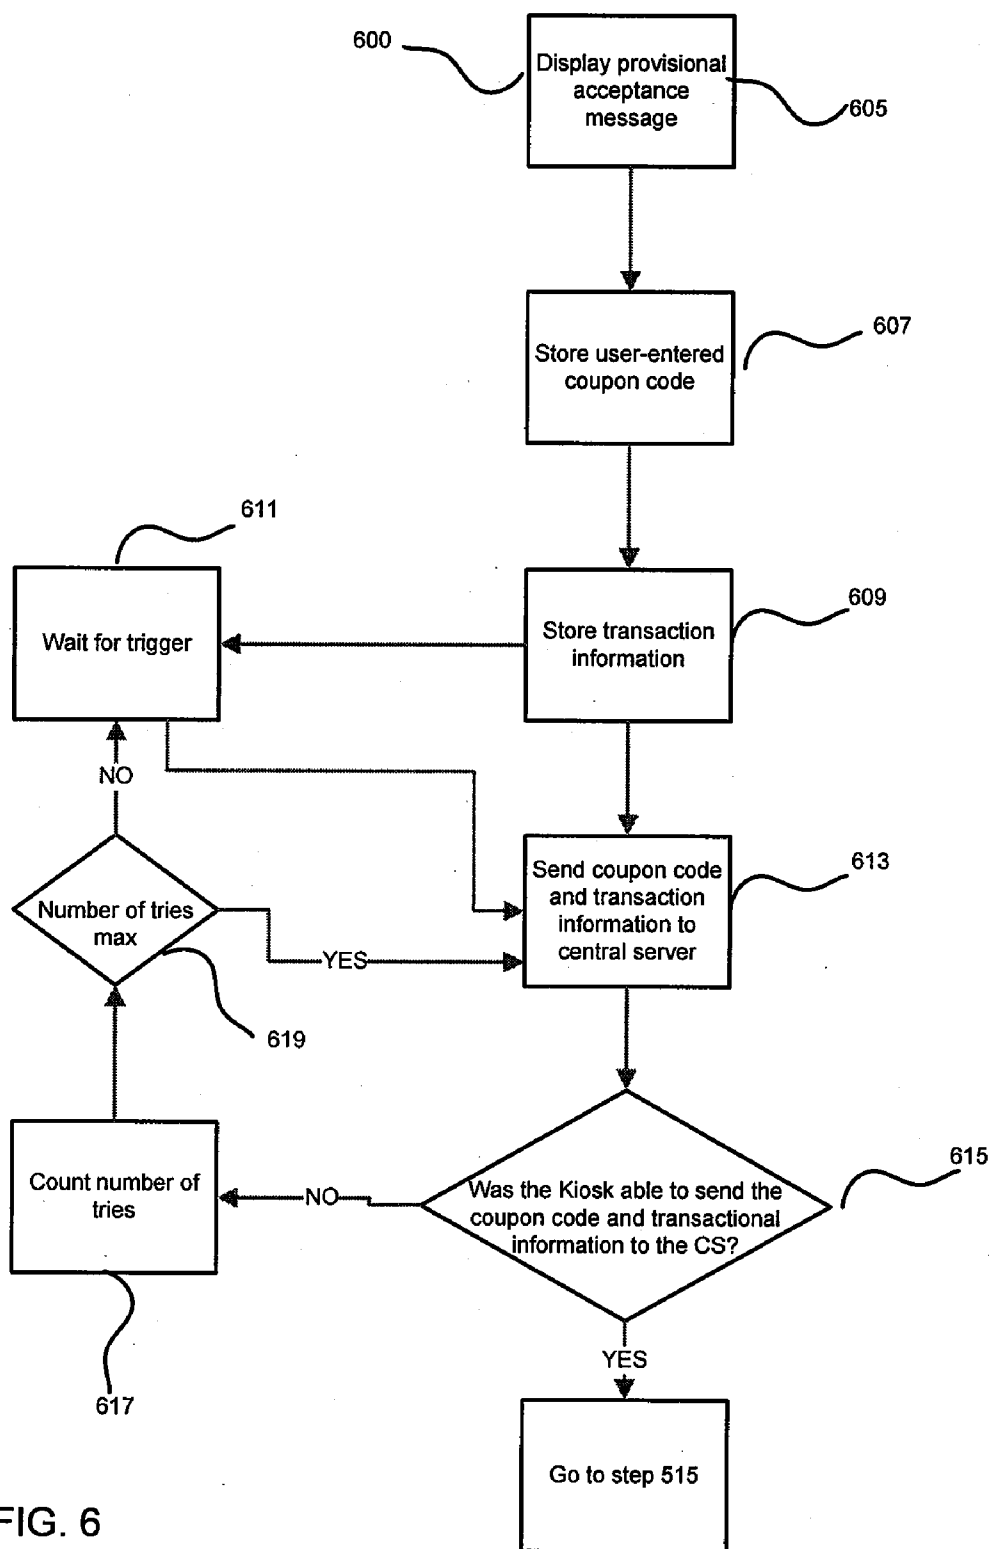 600
Display provisional
acceptance
message
605
Store user-entered
coupon code
607
611
Wait for trigger
Store transaction
information
609
NO
Number of tries
max
YES
619
Send coupon code
and transaction
information to
central server
613
Count number of
tries
617
NO
Was the Kiosk able to send the
coupon code and transactional
information to the CS?
615
YES
Go to step 515
FIG. 6